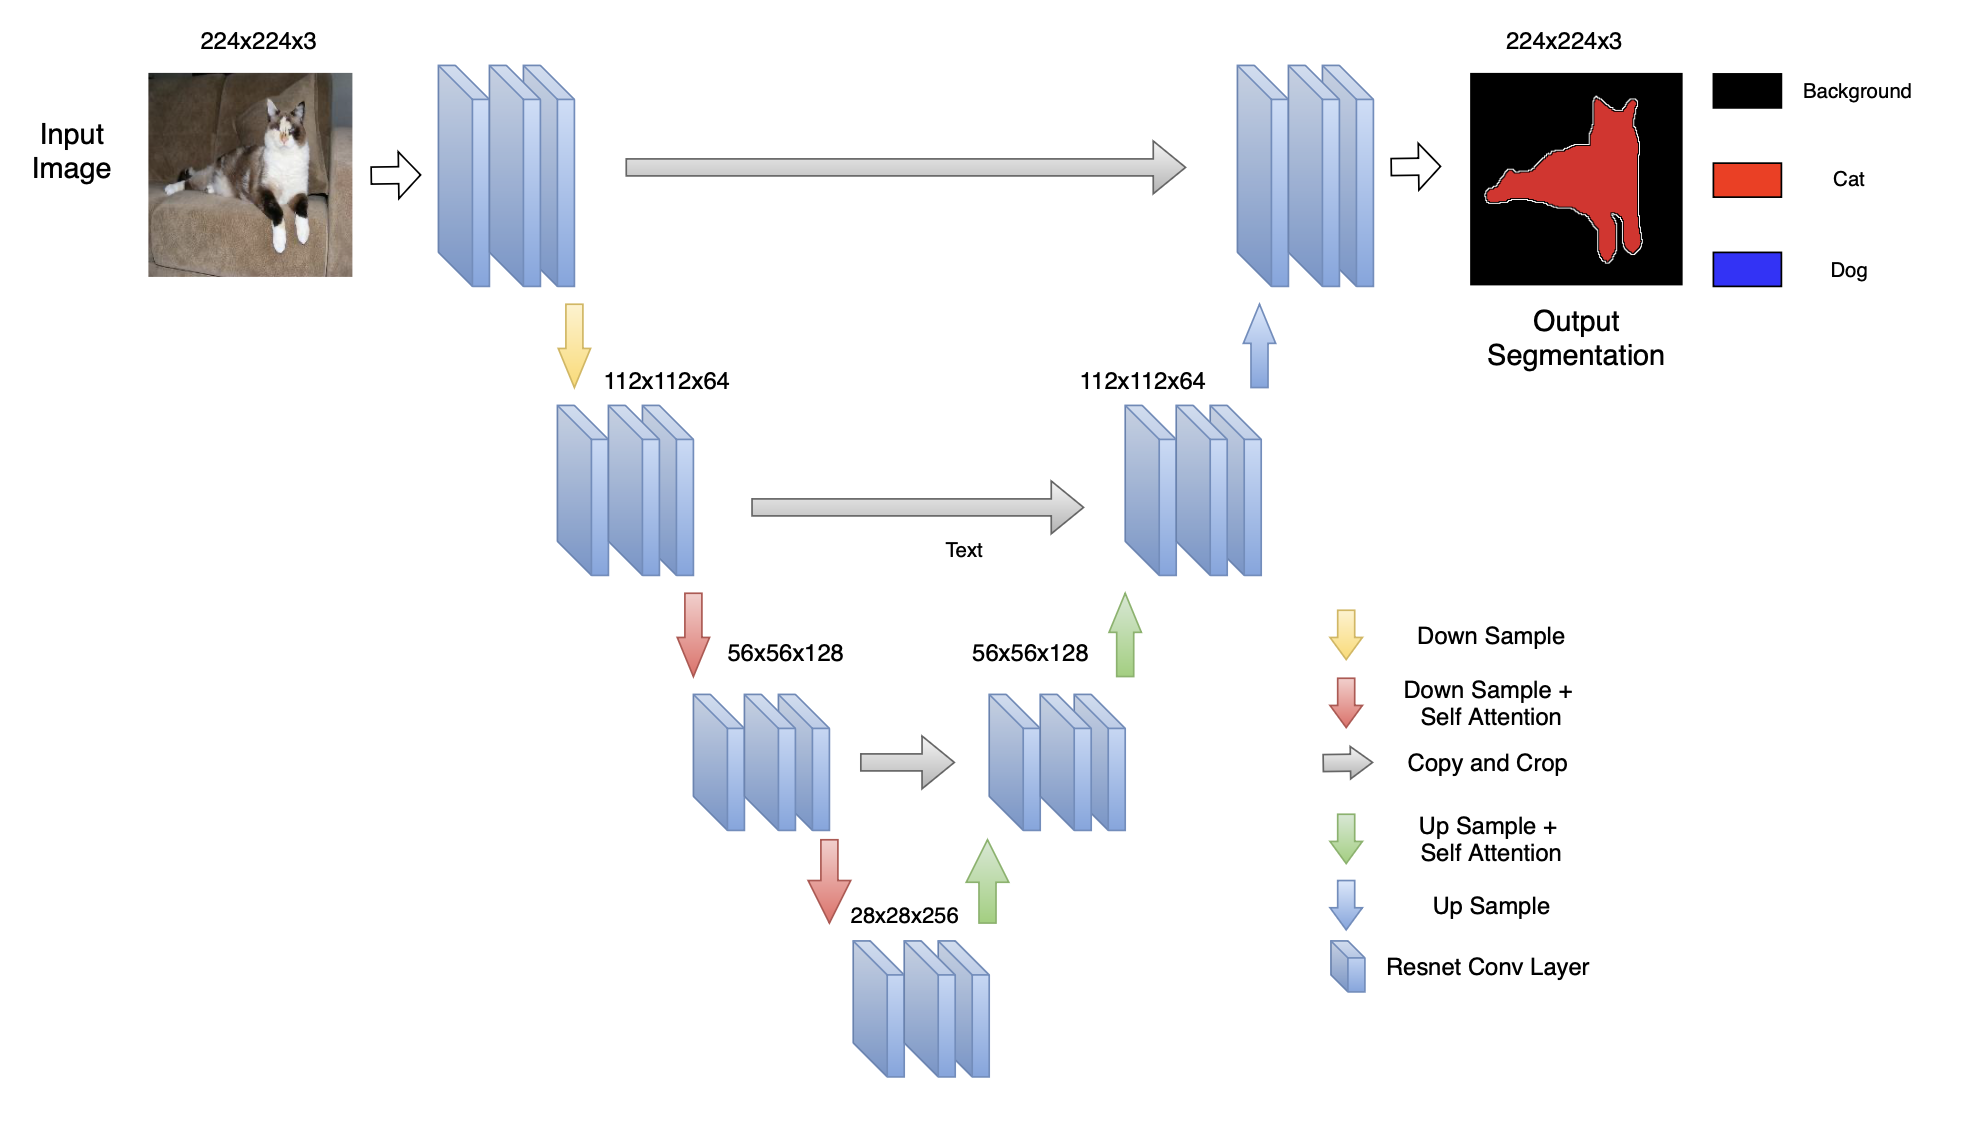 224x224x3
224x224x3
Input
Image
Background
Cat
Dog
Output
Segmentation
112x112x64
112x112x64
Text
56x56x128
56x56x128
28x28x256
Down Sample
Down Sample +
Self Attention
Copy and Crop
Up Sample +
Self Attention
Up Sample
Resnet Conv Layer